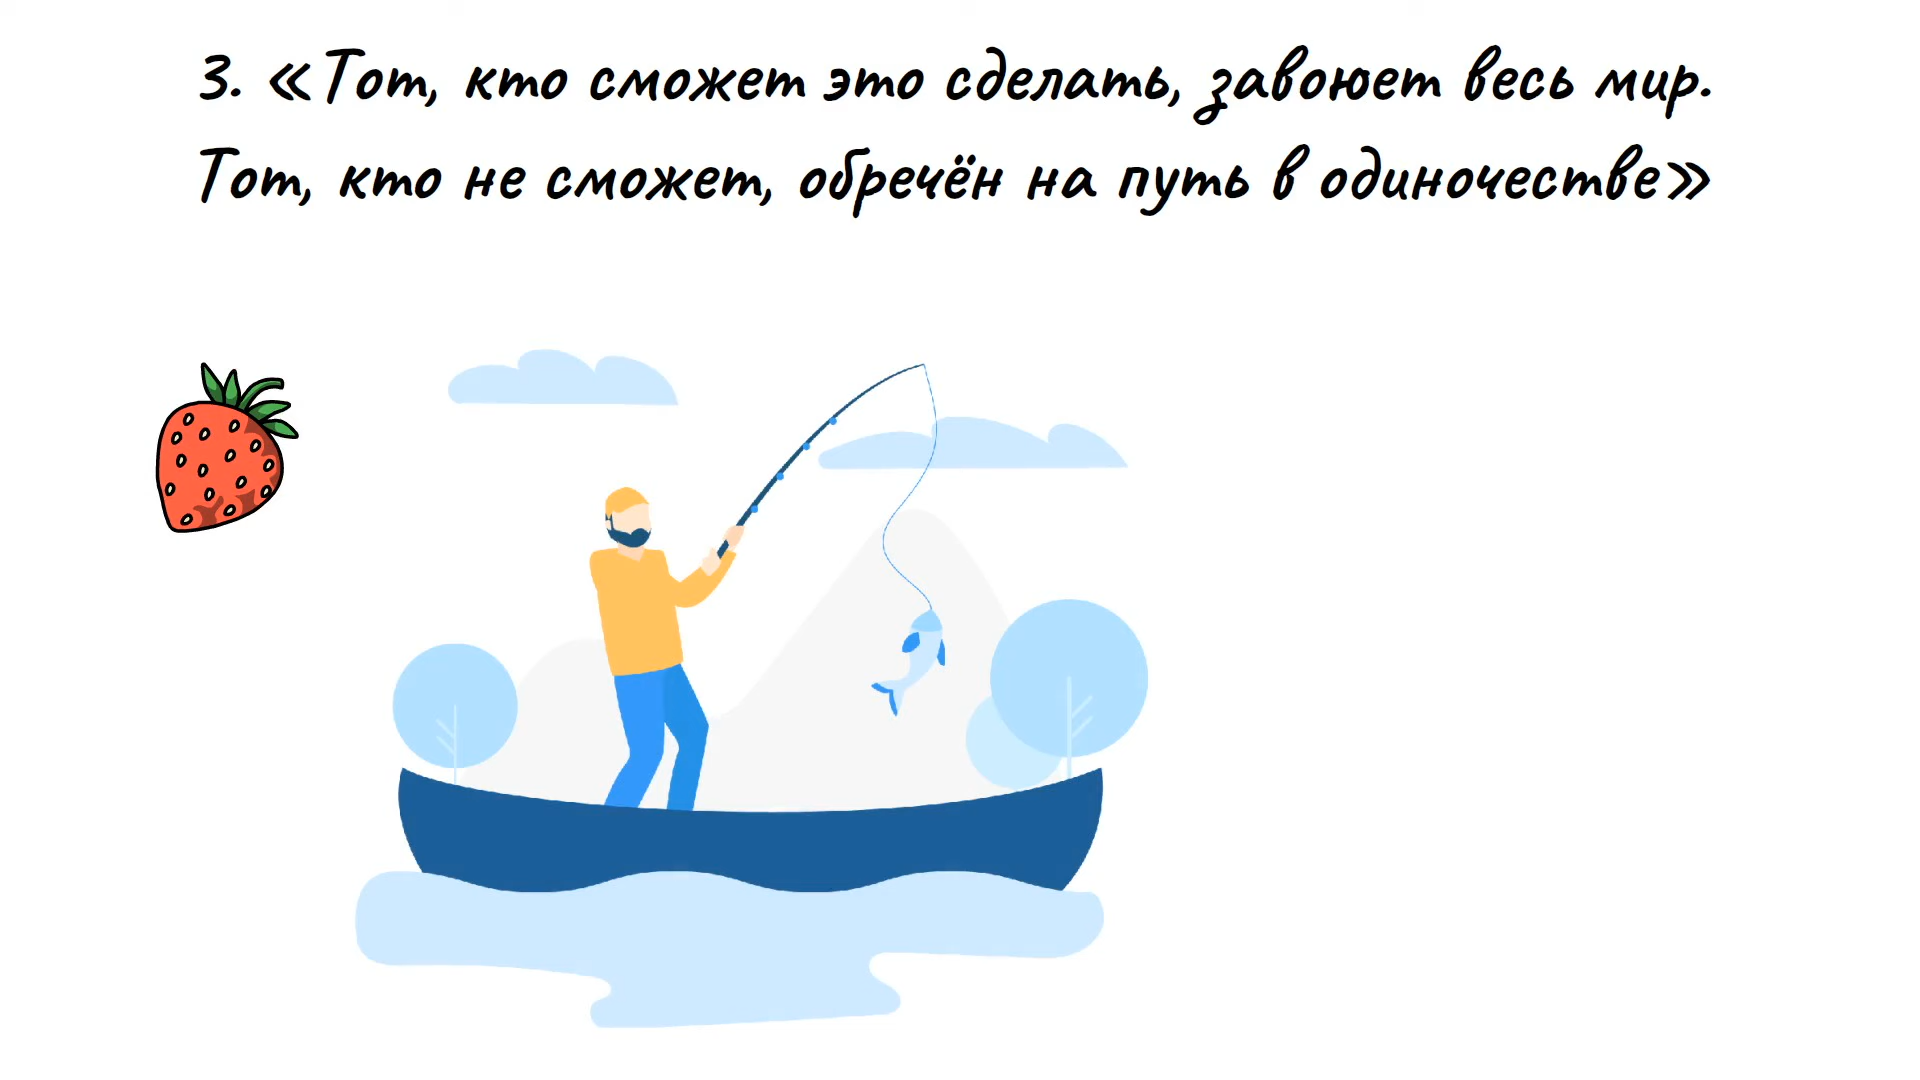 3. «Тот, кто сможет это сделать, завоюет весь мир.
Тот, кто не сможет, обречён на путь в одиночестве»